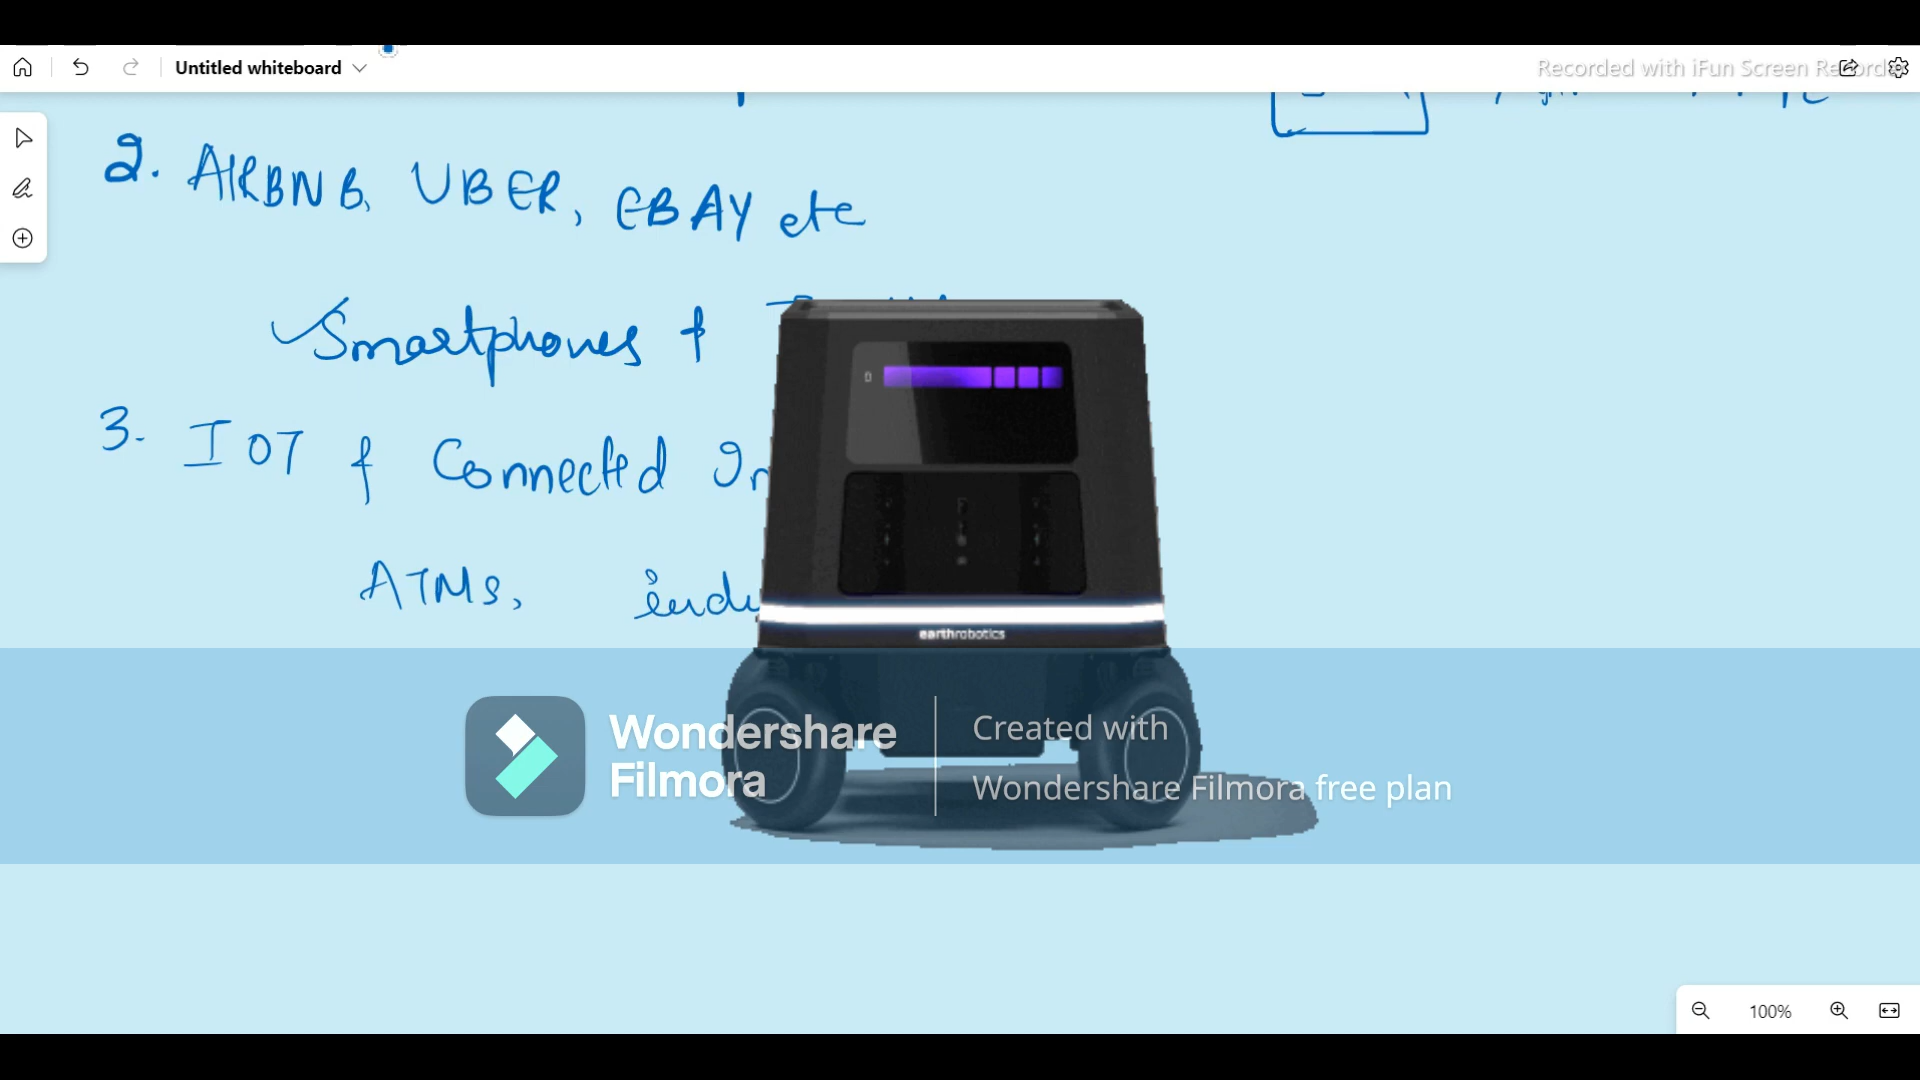 Untitled whiteboard
Recorded with iFun Screen Recorder
2. AIRBNB, UBER, EBAY etc
Smartphones &
3. IOT & Connected
ATMs,
earthrobotics
Wondershare
Filmora
Created with
Wondershare Filmora free plan
100%